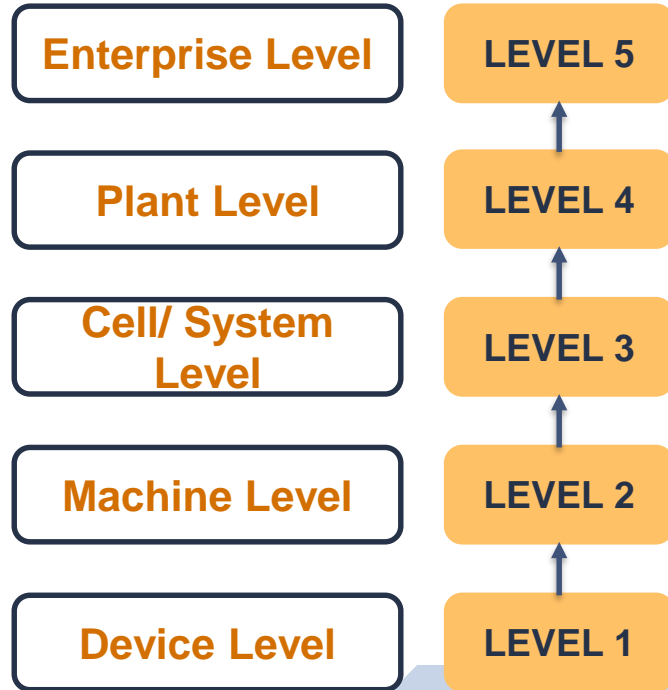 Enterprise Level
LEVEL 5
Plant Level
LEVEL 4
Cell/ System
Level
LEVEL 3
Machine Level
LEVEL 2
Device Level
LEVEL 1